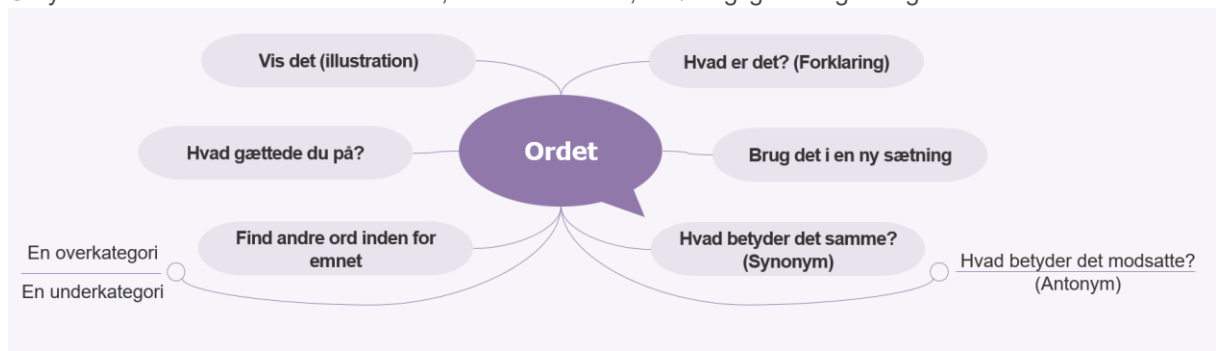 Vis det (illustration)
Hvad er det? (Forklaring)
Hvad gættede du på?
Ordet
Brug det i en ny sætning
Find andre ord inden for
emnet
Hvad betyder det samme?
(Synonym)
En overkategori
En underkategori
Hvad betyder det modsatte?
(Antonym)